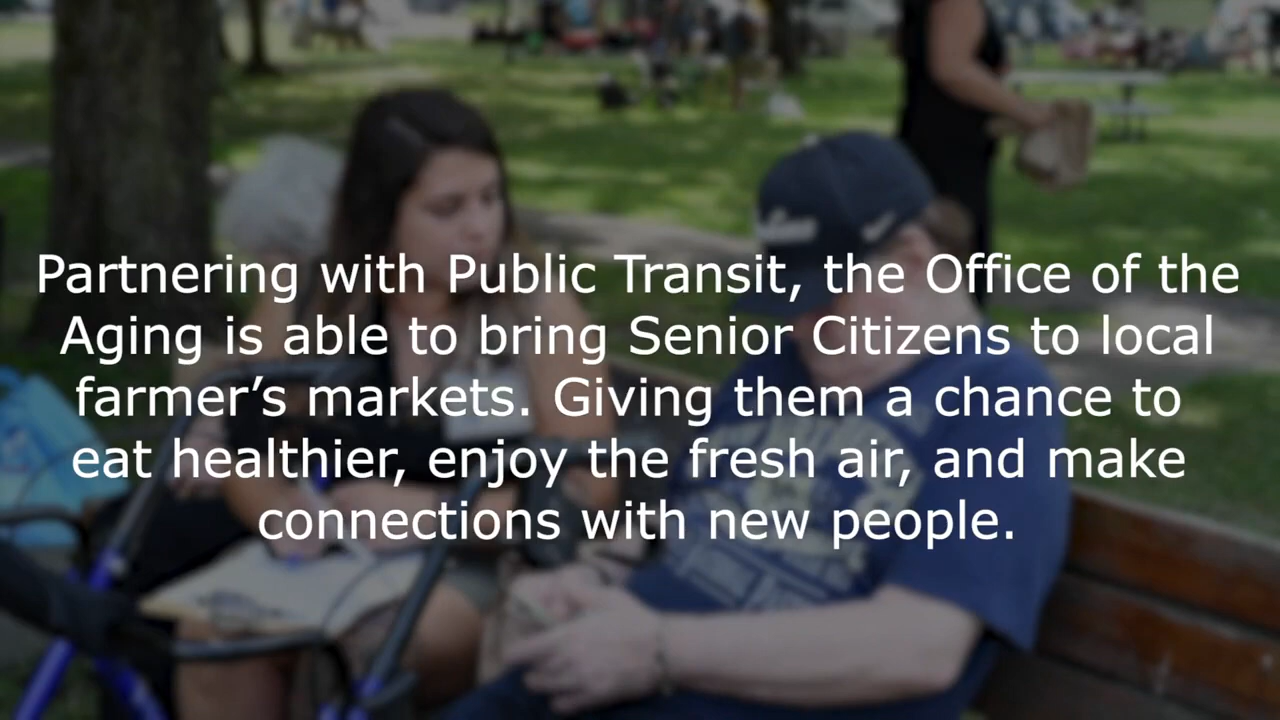 Partnering with Public Transit, the Office of the
Aging is able to bring Senior Citizens to local
farmer’s markets. Giving them a chance to
eat healthier, enjoy the fresh air, and make
connections with new people.